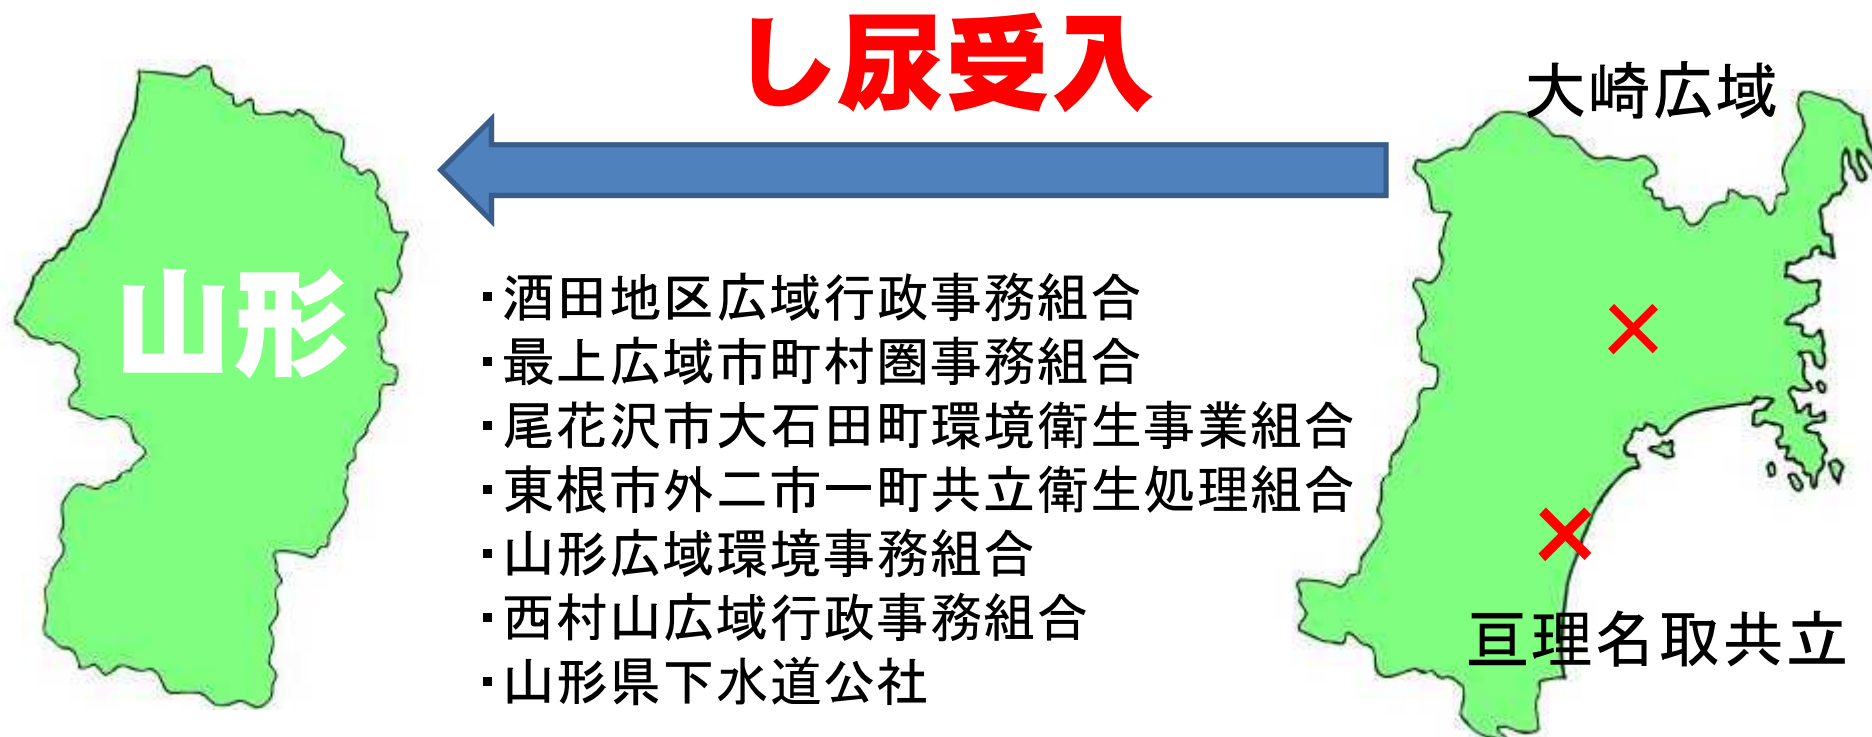 し尿受入
大崎広域
山形
・酒田地区広域行政事務組合
・最上広域市町村圏事務組合
・尾花沢市大石田町環境衛生事業組合
・東根市外二市一町共立衛生処理組合
・山形広域環境事務組合
・西村山広域行政事務組合
・山形県下水道公社
亘理名取共立